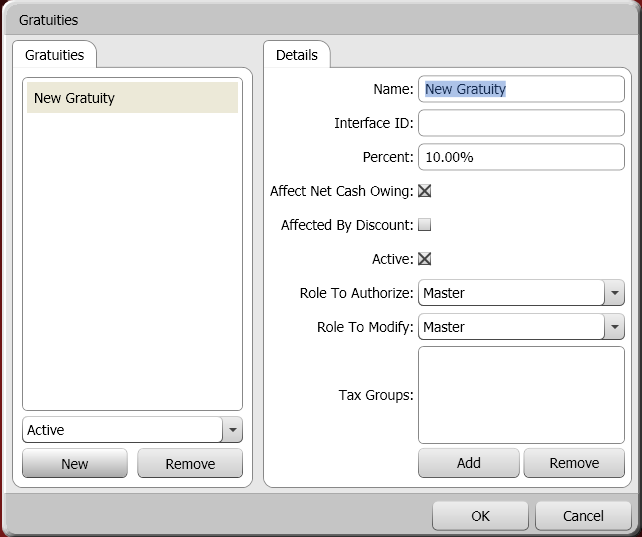 Gratuities
Gratuities
New Gratuity
Active
New
Remove
Details
Name: New Gratuity
Interface ID:
Percent: 10.00%
Affect Net Cash Owing:
Affected By Discount:
Active:
Role To Authorize: Master
Role To Modify: Master
Tax Groups:
Add
Remove
OK
Cancel